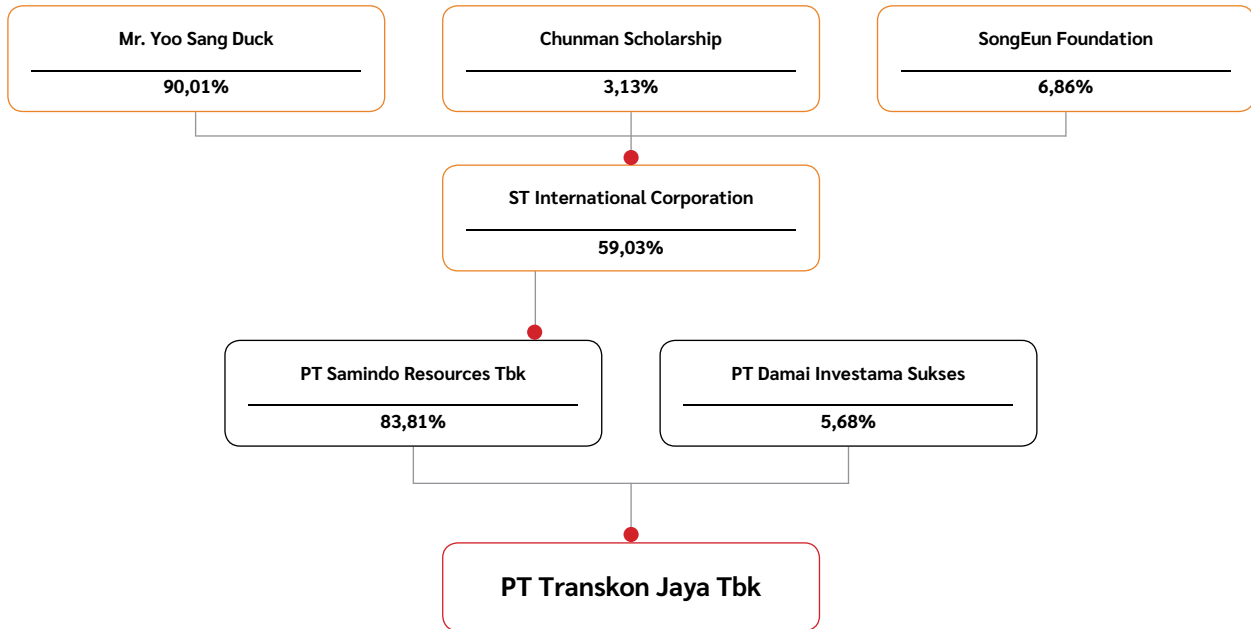 Mr. Yoo Sang Duck
90,01%
Chunman Scholarship
3,13%
SongEun Foundation
6,86%
ST International Corporation
59,03%
PT Samindo Resources Tbk
83,81%
PT Damai Investama Sukses
5,68%
PT Transkon Jaya Tbk